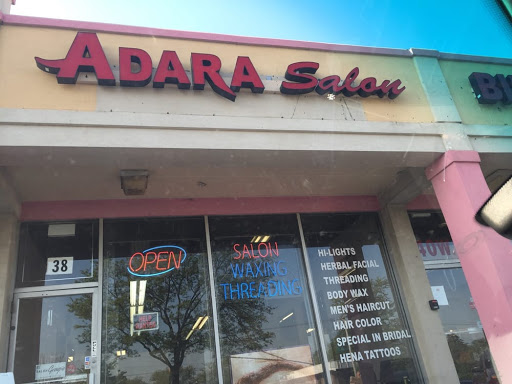 ADARA Salon
38
OPEN
SALON
WAXING
THREADING
HI-LIGHTS
HERBAL FACIAL
THREADING
BODY WAX
MEN'S HAIRCUT
HAIR COLOR
SPECIAL IN BRIDAL
HENA TATTOOS